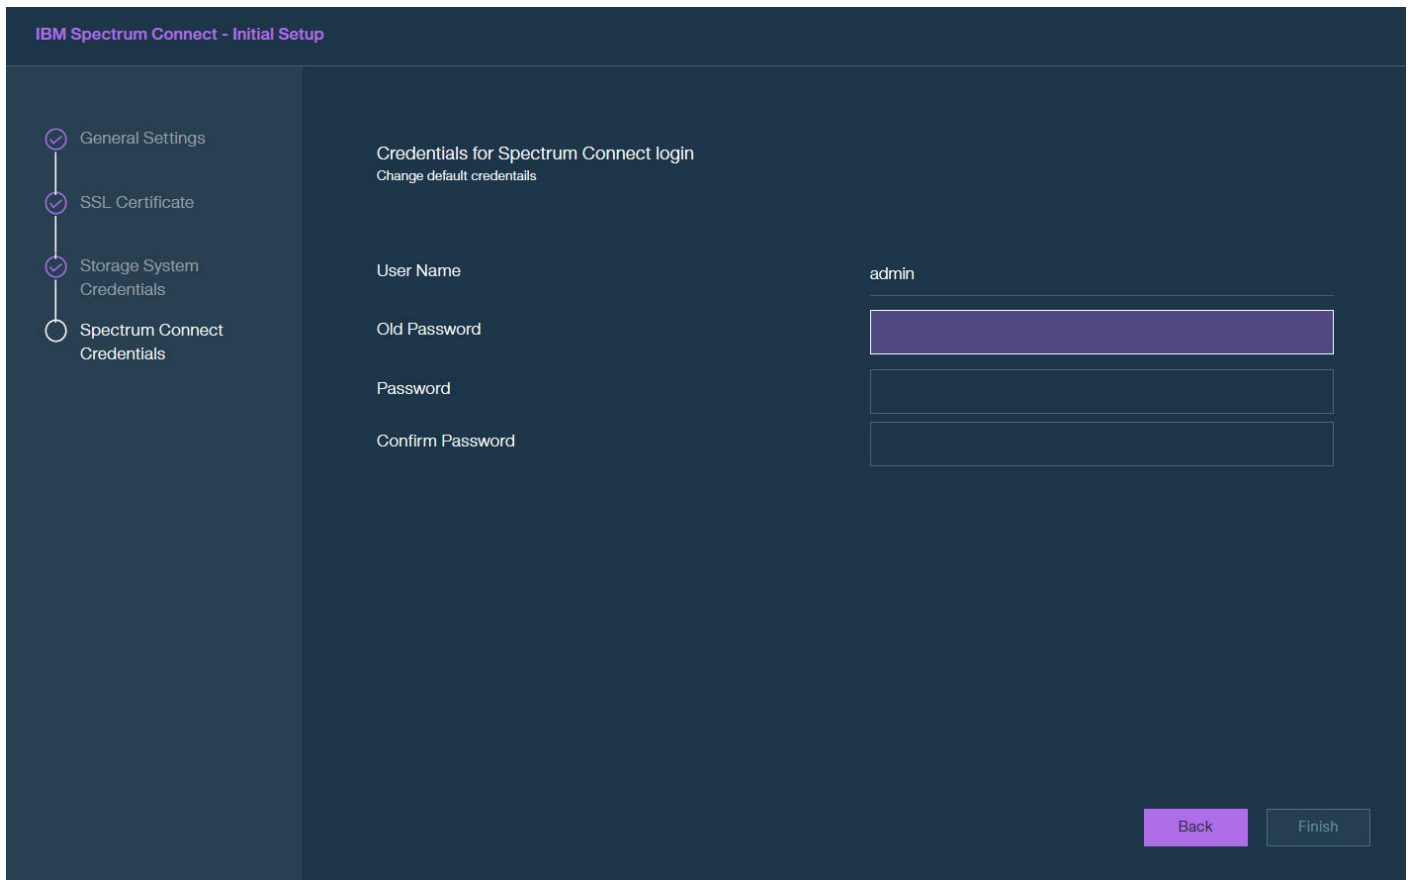 IBM Spectrum Connect - Initial Setup
General Settings
SSL Certificate
Storage System
Credentials
Spectrum Connect
Credentials
Credentials for Spectrum Connect login
Change default credentails
User Name
admin
Old Password
Password
Confirm Password
Back
Finish